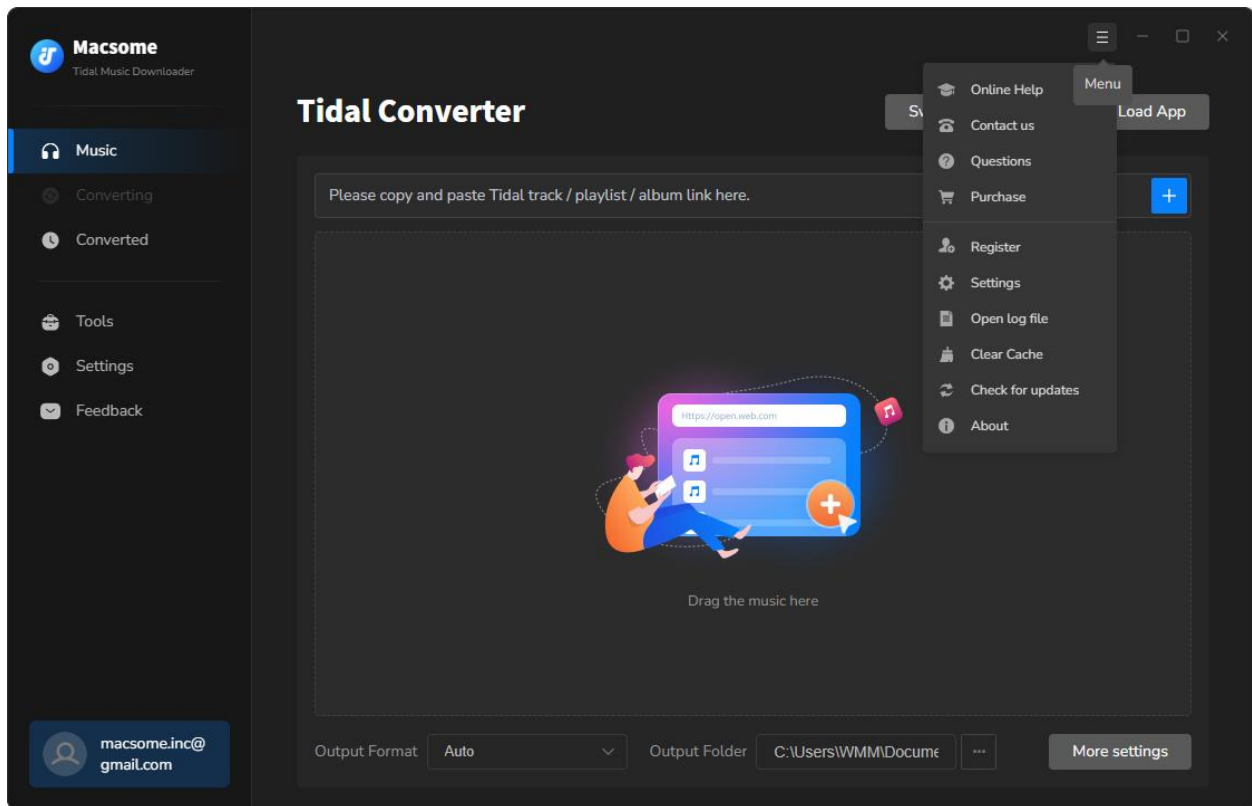 Macsome
Tidal Music Downloader
Music
Converting
Converted
Tools
Settings
Feedback
macsome.inc@
gmail.com
Menu
Tidal Converter
Load App
Please copy and paste Tidal track / playlist / album link here.
Online Help
Contact us
Questions
Purchase
Register
Settings
Open log file
Clear Cache
Check for updates
About
Https://open.web.com
Drag the music here
Output Format
Auto
Output Folder
C:\Users\WMM\Docume
More settings